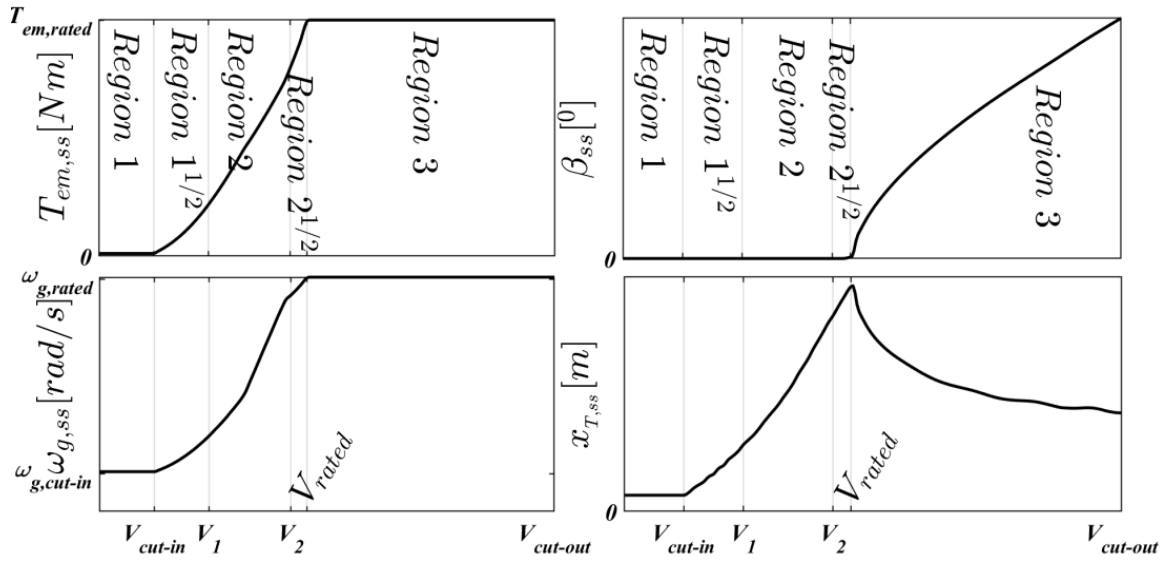 T_em,rated
T_em,ss [Nm]
0
Region 1
Region 1^1/2
Region 2
Region 2^1/2
Region 3
β_ss [^0]
0
Region 1
Region 1^1/2
Region 2
Region 2^1/2
Region 3
ω_g,rated
ω_g,ss [rad/s]
ω_g,cut-in
V_rated
V_cut-in
V_1
V_2
V_cut-out
x_T,ss [m]
0
V_rated
V_cut-in
V_1
V_2
V_cut-out